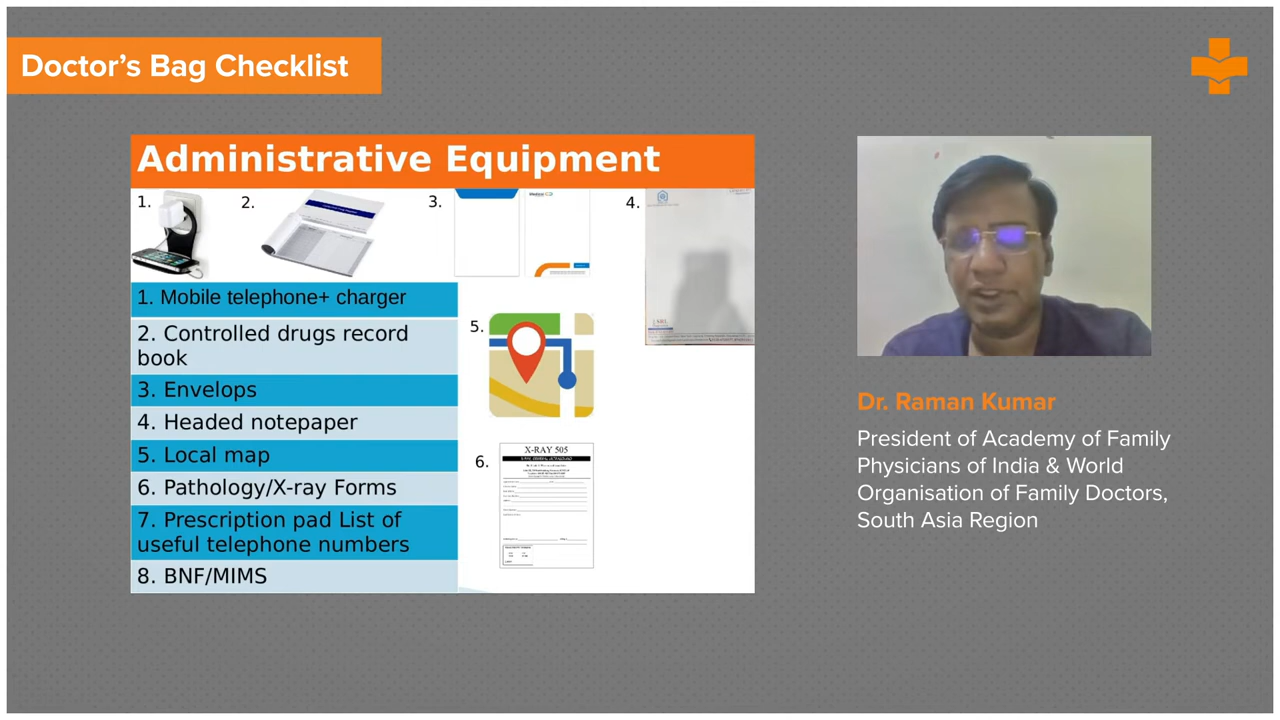 Doctor's Bag Checklist
Administrative Equipment
1.
2.
3.
4.
1. Mobile telephone+ charger
2. Controlled drugs record
book
3. Envelops
4. Headed notepaper
5. Local map
6. Pathology/X-ray Forms
7. Prescription pad List of
useful telephone numbers
8. BNF/MIMS
5.
6.
X-RAY 505
Dr. Raman Kumar
President of Academy of Family
Physicians of India & World
Organisation of Family Doctors,
South Asia Region